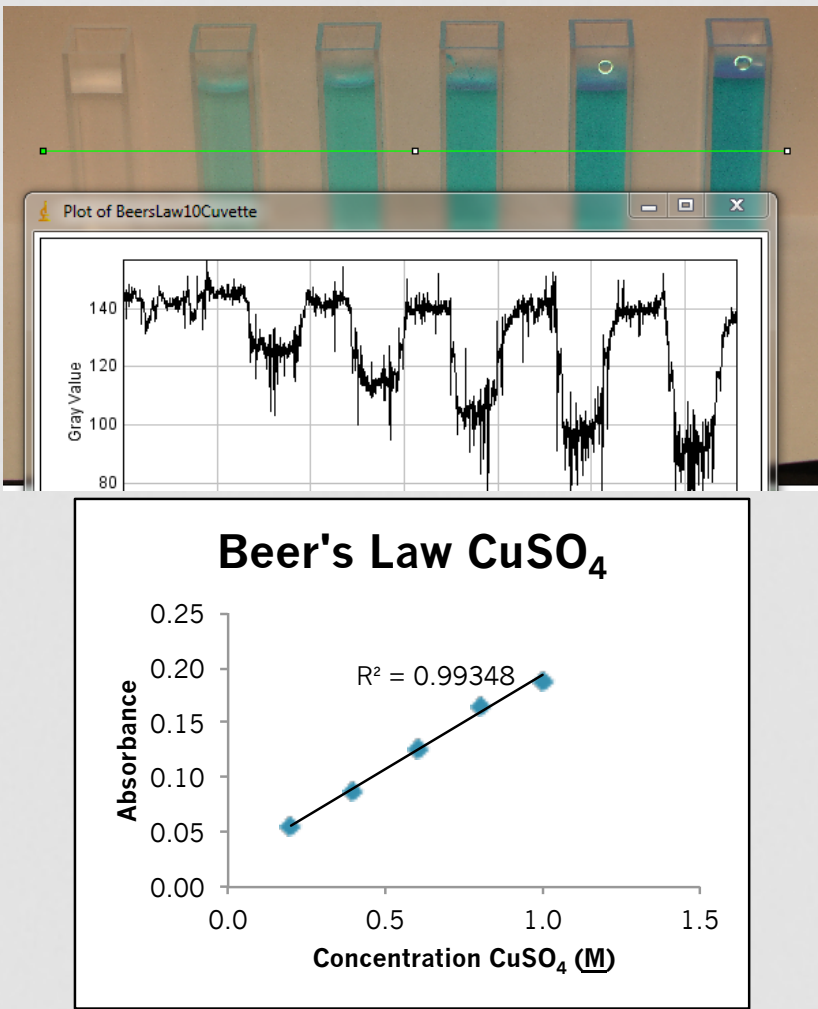 Plot of BeersLaw10Cuvette
140
120
100
80
Gray Value
Beer's Law CuSO₄
0.25
0.20
0.15
0.10
0.05
0.00
R² = 0.99348
Absorbance
0.0 0.5 1.0 1.5
Concentration CuSO₄ (M)